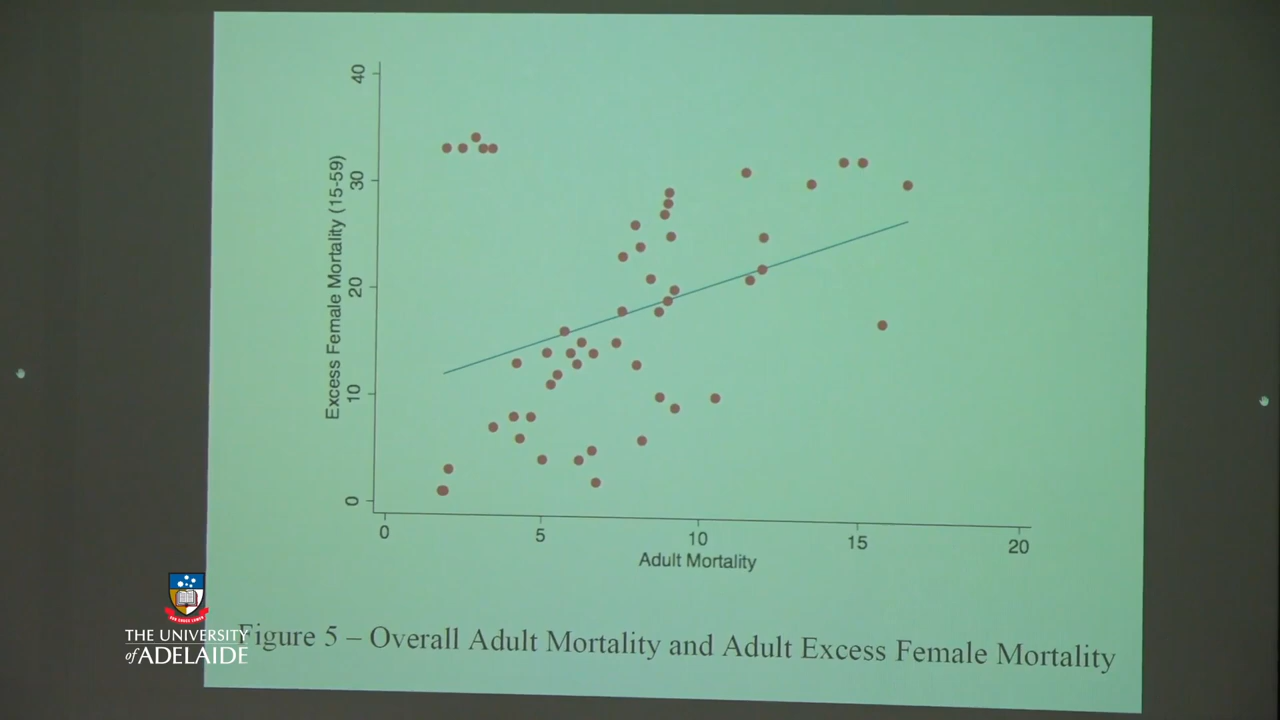 40
30
20
10
0
Excess Female Mortality (15-59)
0 5 10 15 20
Adult Mortality
Figure 5 – Overall Adult Mortality and Adult Excess Female Mortality
THE UNIVERSITY
of ADELAIDE